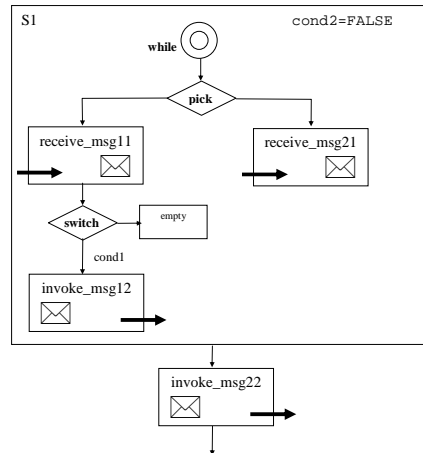 S1
cond2=FALSE
while
pick
receive_msg11
receive_msg21
switch
empty
cond1
invoke_msg12
invoke_msg22